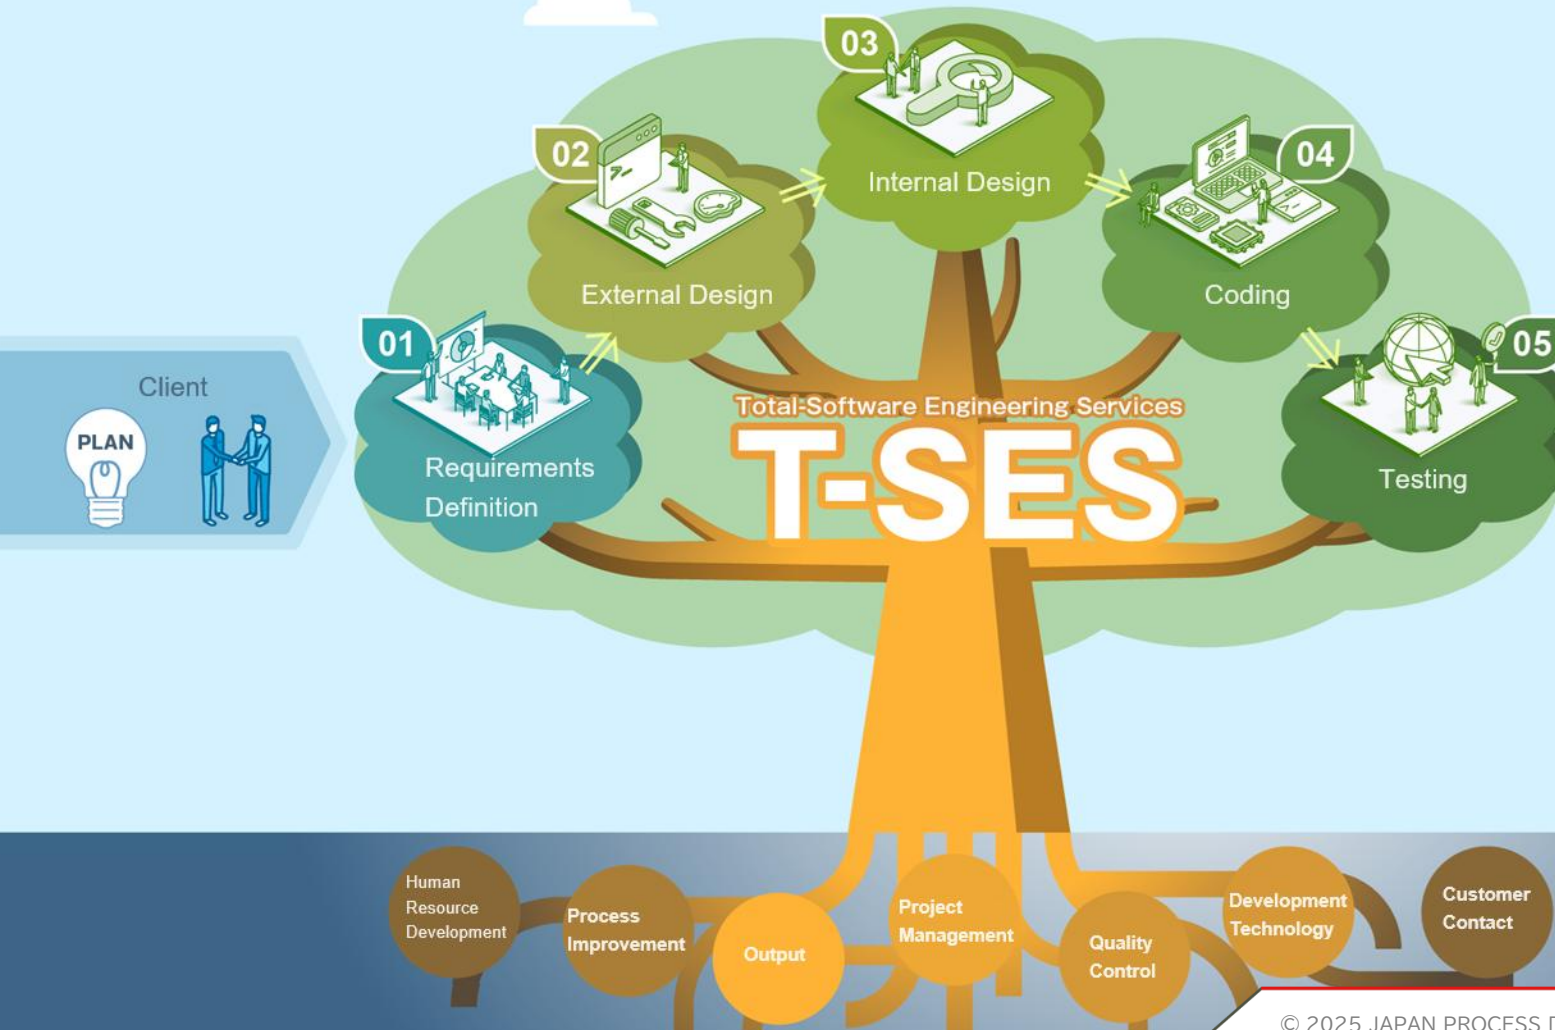 Client
PLAN
01
Requirements
Definition
02
External Design
03
Internal Design
04
Coding
05
Testing
Total-Software Engineering Services
T-SES
Human
Resource
Development
Process
Improvement
Output
Project
Management
Quality
Control
Development
Technology
Customer
Contact
© 2025 JAPAN PROCESS